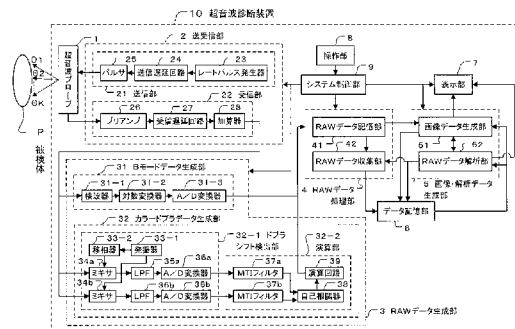 10 超音波診断装置
1
2 送受信部
8
操作部
7
25
24
23
パルサ
送信遅延回路
レートパルス発生器
9
システム制御部
表示部
21 送信部
22 受信部
θ1
θ2
θK
超音波プローブ
26
27
28
プリアンプ
受信遅延回路
加算器
P
被検体
RAWデータ記憶部
画像データ生成部
41
42
51
52
RAWデータ収集部
RAWデータ解析部
4 RAWデータ処理部
5 画像・解析データ生成部
データ記憶部
6
31 Bモードデータ生成部
31-1
31-2
31-3
検波器
対数変換器
A/D変換器
32 カラードプラデータ生成部
32-1 ドプラシフト検出部
32-2 演算部
33-2
33-1
移相器
発振器
34a
35a
36a
37a
39
ミキサ
LPF
A/D変換器
MTIフィルタ
演算回路
34b
35b
36b
37b
38
ミキサ
LPF
A/D変換器
MTIフィルタ
自己相関器
3 RAWデータ生成部